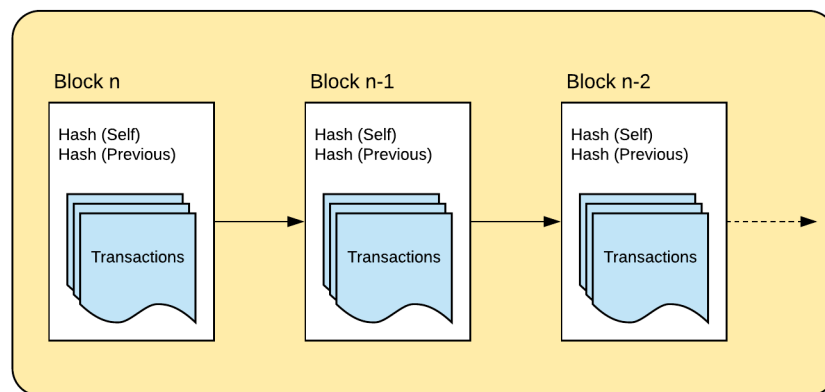 Block n
Hash (Self)
Hash (Previous)
Transactions
Block n-1
Hash (Self)
Hash (Previous)
Transactions
Block n-2
Hash (Self)
Hash (Previous)
Transactions